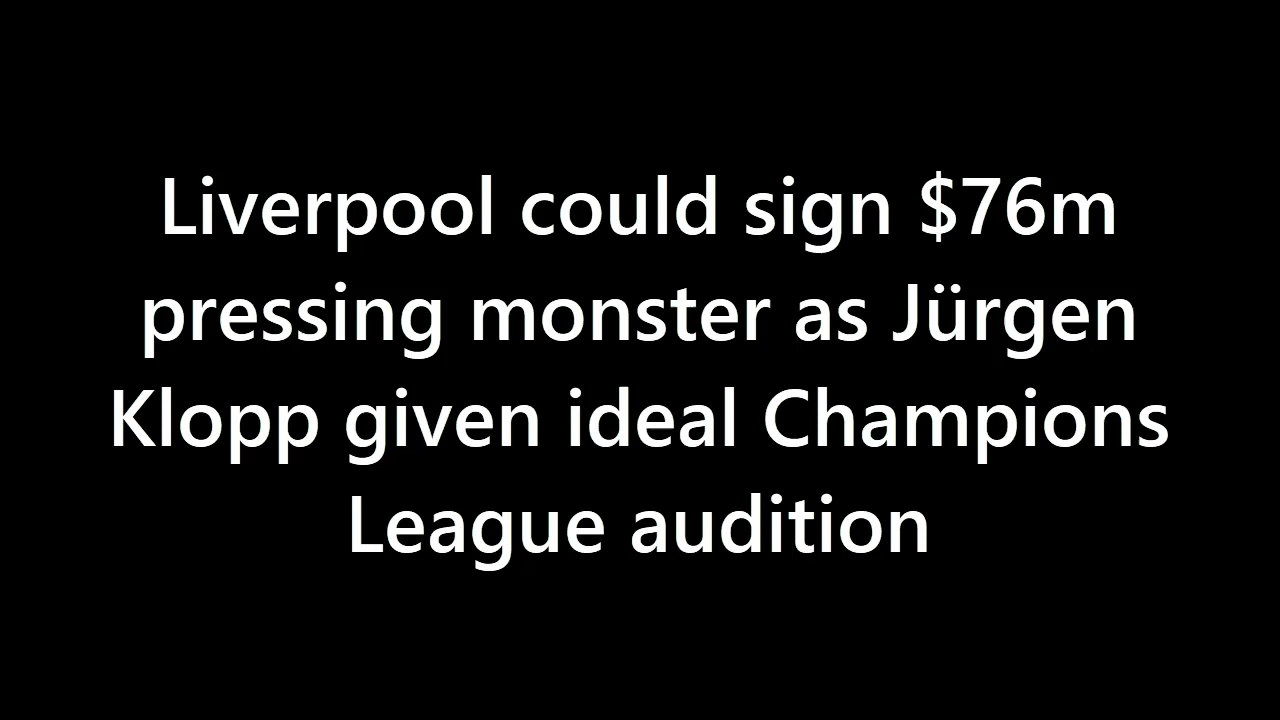 Liverpool could sign $76m
pressing monster as Jürgen
Klopp given ideal Champions
League audition